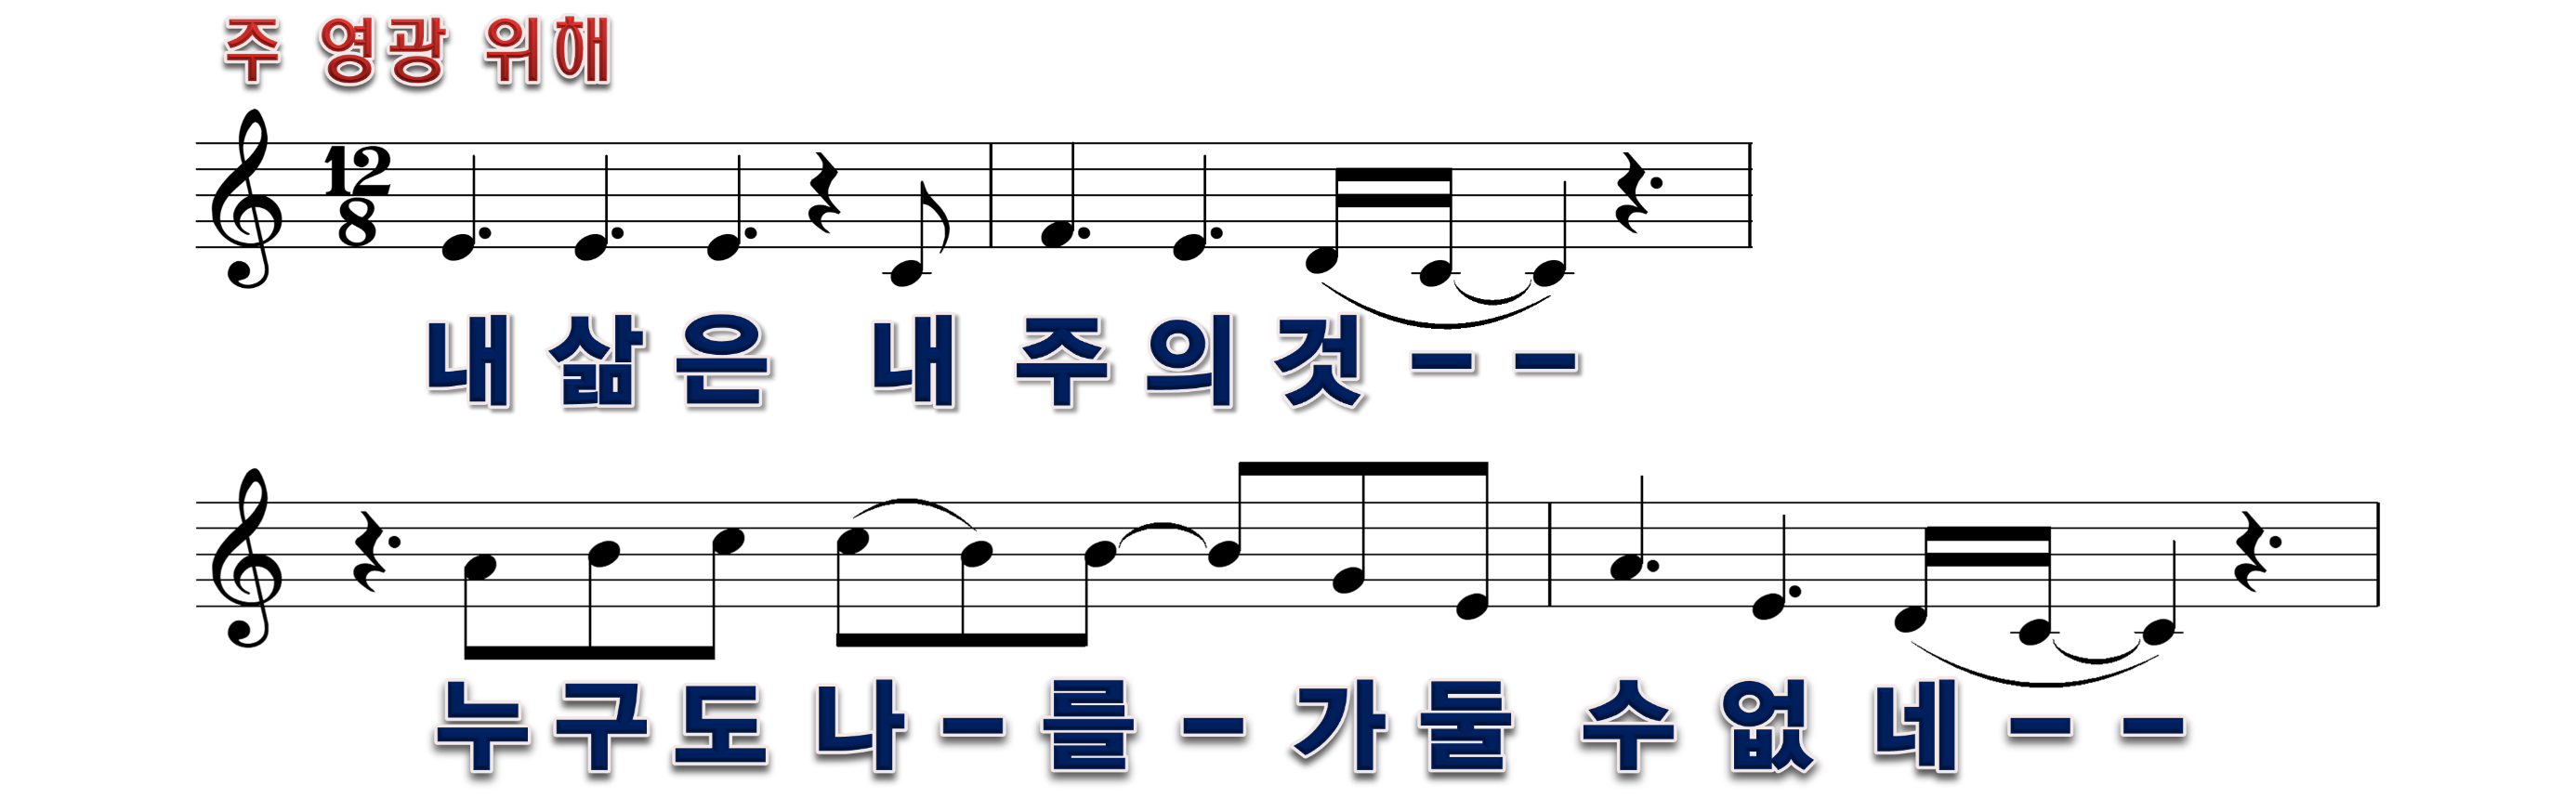 주 영광 위해
12
8
내 삶 은 내 주 의 것 - -
누 구 도 나 - 를 - 가 둘 수 없 네 - -